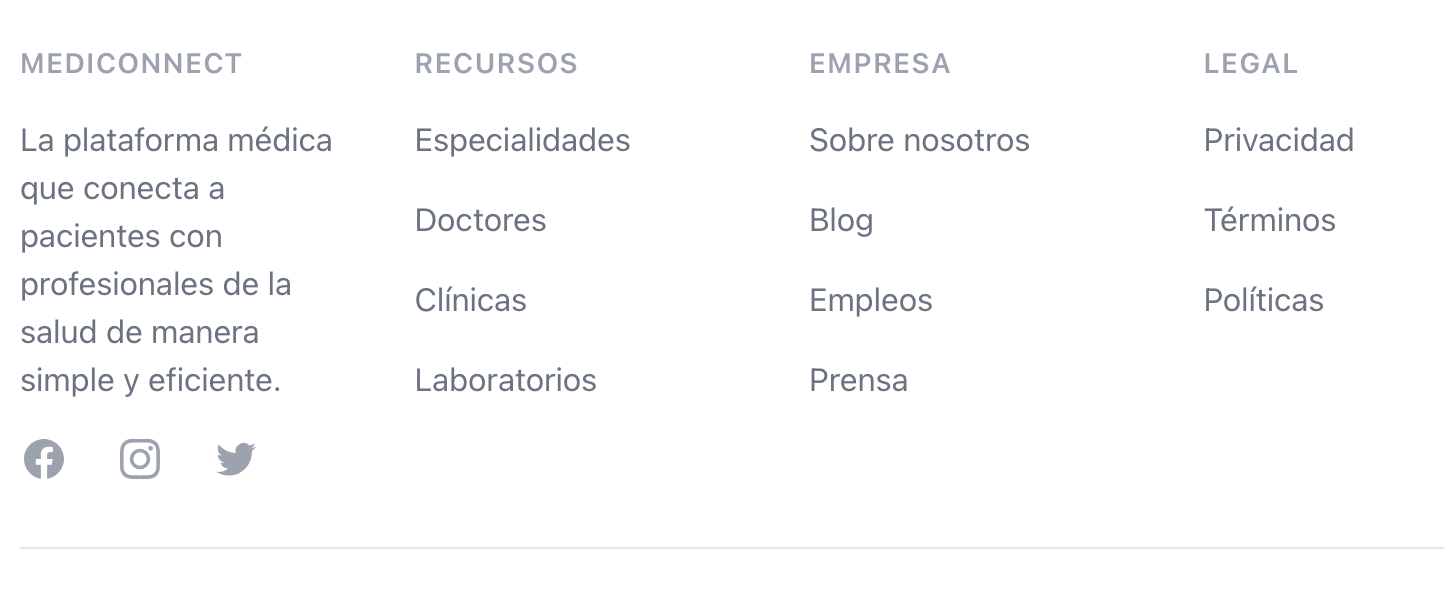 MEDICONNECT
La plataforma médica
que conecta a
pacientes con
profesionales de la
salud de manera
simple y eficiente.
RECURSOS
Especialidades
Doctores
Clínicas
Laboratorios
EMPRESA
Sobre nosotros
Blog
Empleos
Prensa
LEGAL
Privacidad
Términos
Políticas